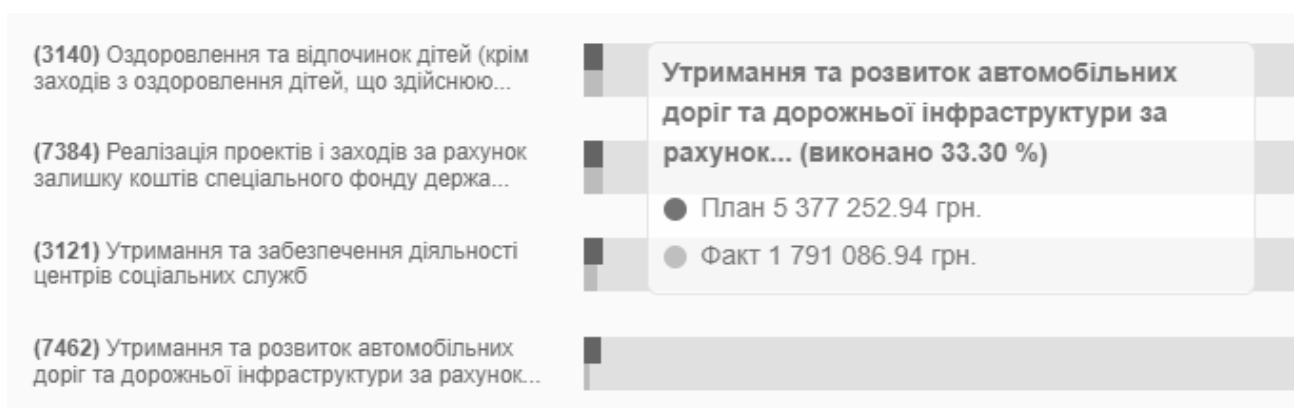 (3140) Оздоровлення та відпочинок дітей (крім
заходів з оздоровлення дітей, що здійснюю...
(7384) Реалізація проектів і заходів за рахунок
залишку коштів спеціального фонду держа...
(3121) Утримання та забезпечення діяльності
центрів соціальних служб
(7462) Утримання та розвиток автомобільних
доріг та дорожньої інфраструктури за рахунок...
Утримання та розвиток автомобільних
доріг та дорожньої інфраструктури за
рахунок... (виконано 33.30 %)
План 5 377 252.94 грн.
Факт 1 791 086.94 грн.